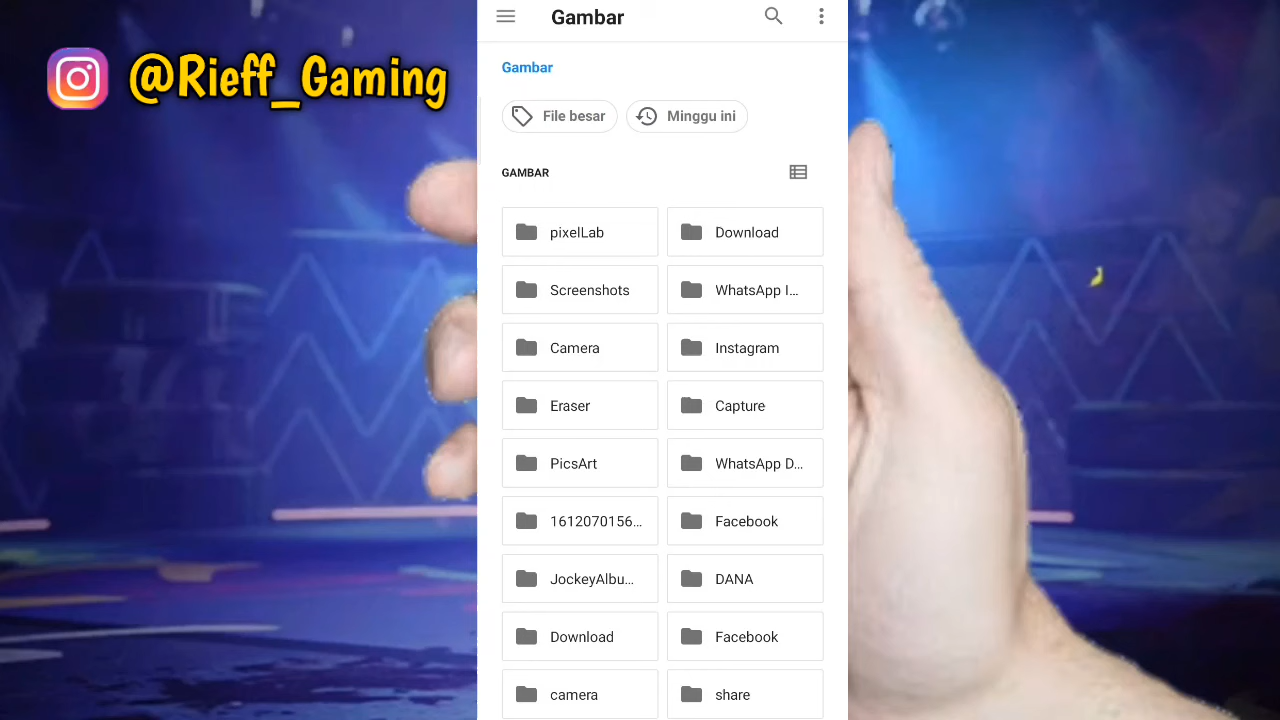 @Rieff_Gaming
Gambar
Gambar
File besar
Minggu ini
GAMBAR
pixelLab
Download
Screenshots
WhatsApp I...
Camera
Instagram
Eraser
Capture
PicsArt
WhatsApp D...
1612070156...
Facebook
JockeyAlbu...
DANA
Download
Facebook
camera
share